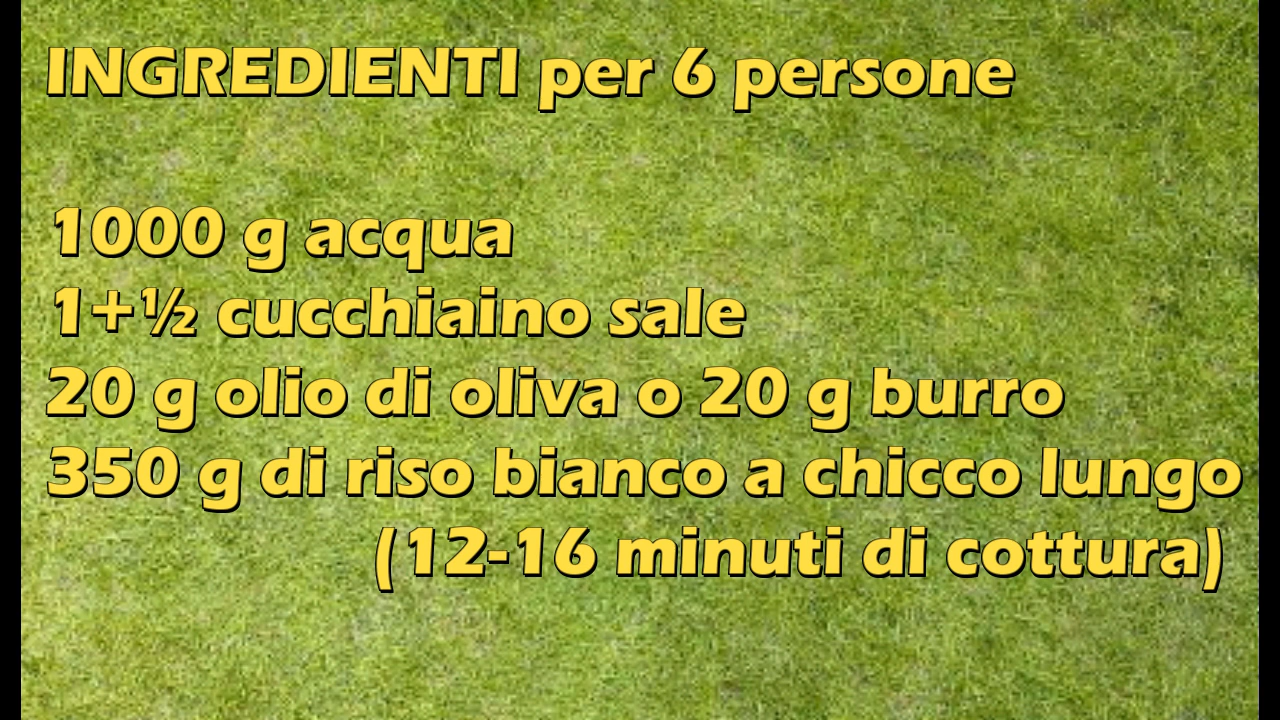 INGREDIENTI per 6 persone
1000 g acqua
1+½ cucchiaino sale
20 g olio di oliva o 20 g burro
350 g di riso bianco a chicco lungo
(12-16 minuti di cottura)